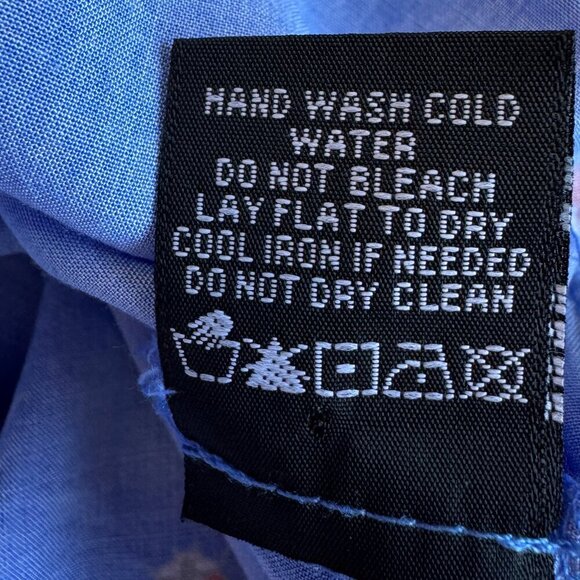 HAND WASH COLD
WATER
DO NOT BLEACH
LAY FLAT TO DRY
COOL IRON IF NEEDED
DO NOT DRY CLEAN